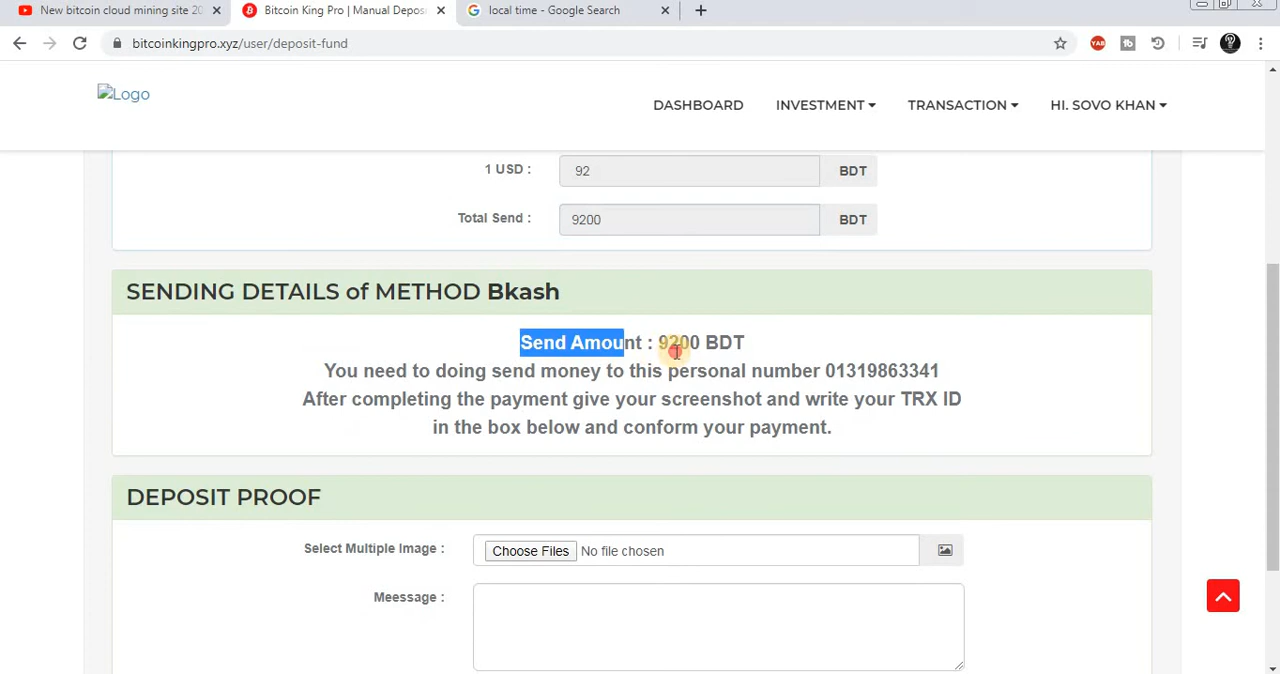 New bitcoin cloud mining site 20
Bitcoin King Pro | Manual Depos
local time - Google Search
bitcoinkingpro.xyz/user/deposit-fund
YAB
Logo
DASHBOARD
INVESTMENT
TRANSACTION
HI. SOVO KHAN
1 USD :
92
BDT
Total Send :
9200
BDT
SENDING DETAILS of METHOD Bkash
Send Amount : 9200 BDT
You need to doing send money to this personal number 01319863341
After completing the payment give your screenshot and write your TRX ID
in the box below and conform your payment.
DEPOSIT PROOF
Select Multiple Image :
Choose Files No file chosen
Meessage :